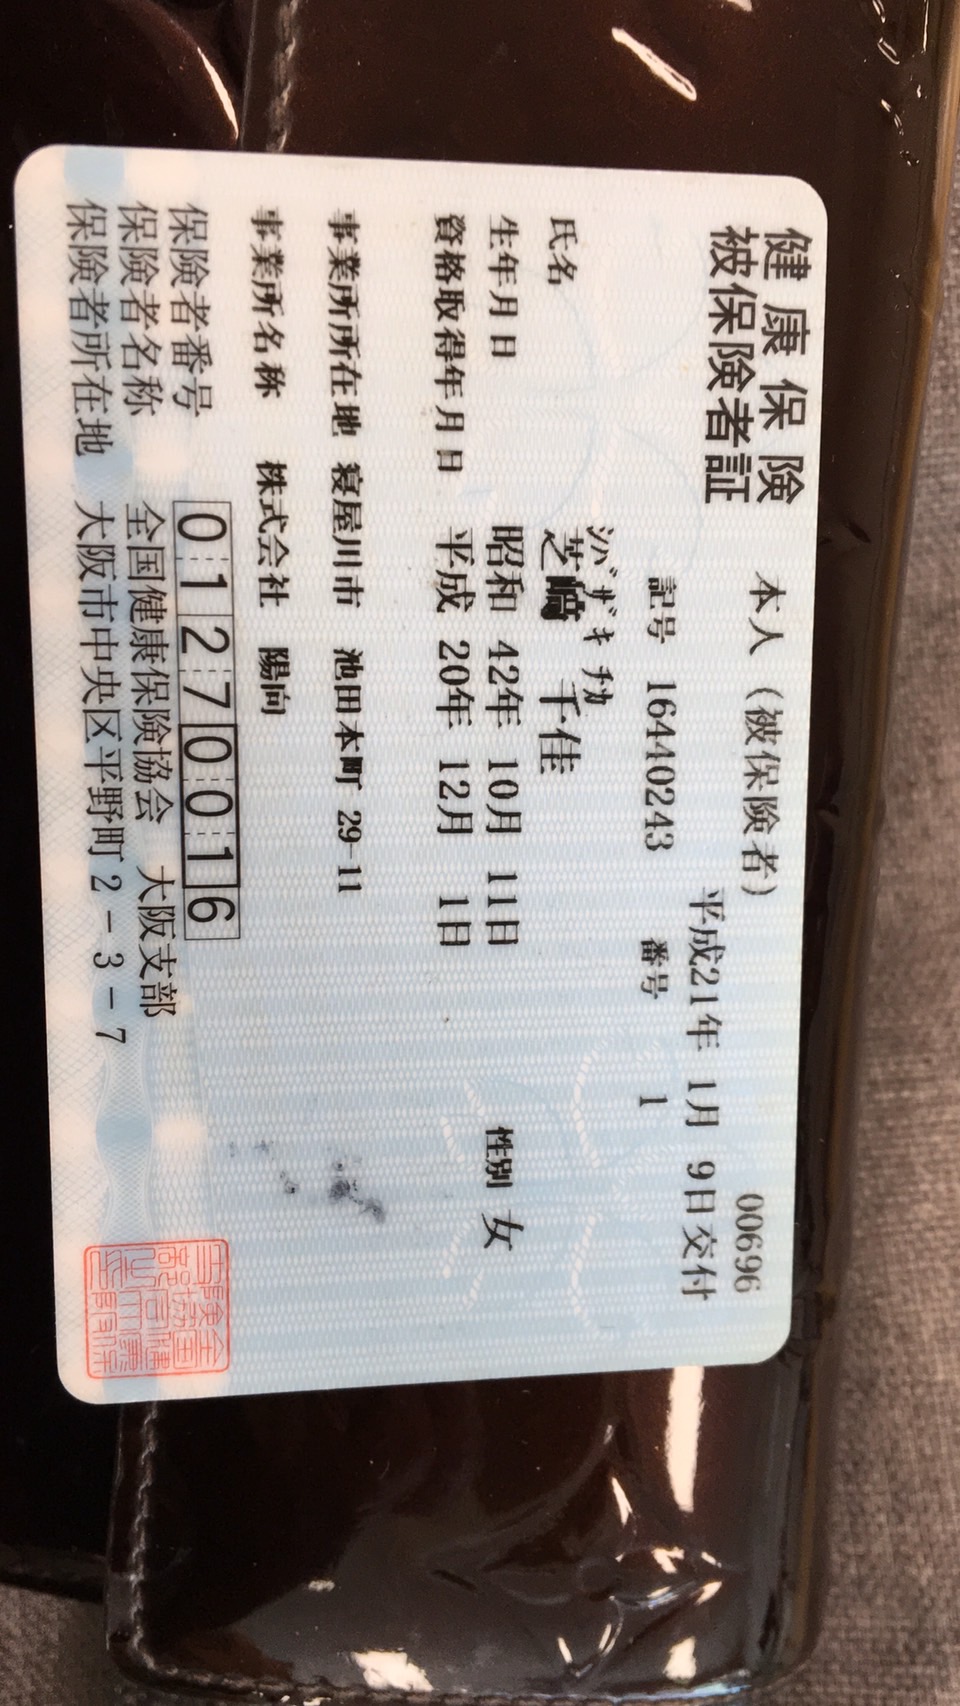 健康保険
被保険者証
本人（被保険者）
00696
平成21年 1月 9日交付
記号 16440243 番号 1
ｼﾊﾞｻﾞｷ ﾁｶ
氏名 芝﨑 千佳
生年月日 昭和 42年 10月 11日 性別 女
資格取得年月日 平成 20年 12月 1日
事業所所在地 寝屋川市 池田本町 29-11
事業所名称 株式会社 陽向
保険者番号 01270016
保険者名称 全国健康保険協会 大阪支部
保険者所在地 大阪市中央区平野町2-3-7